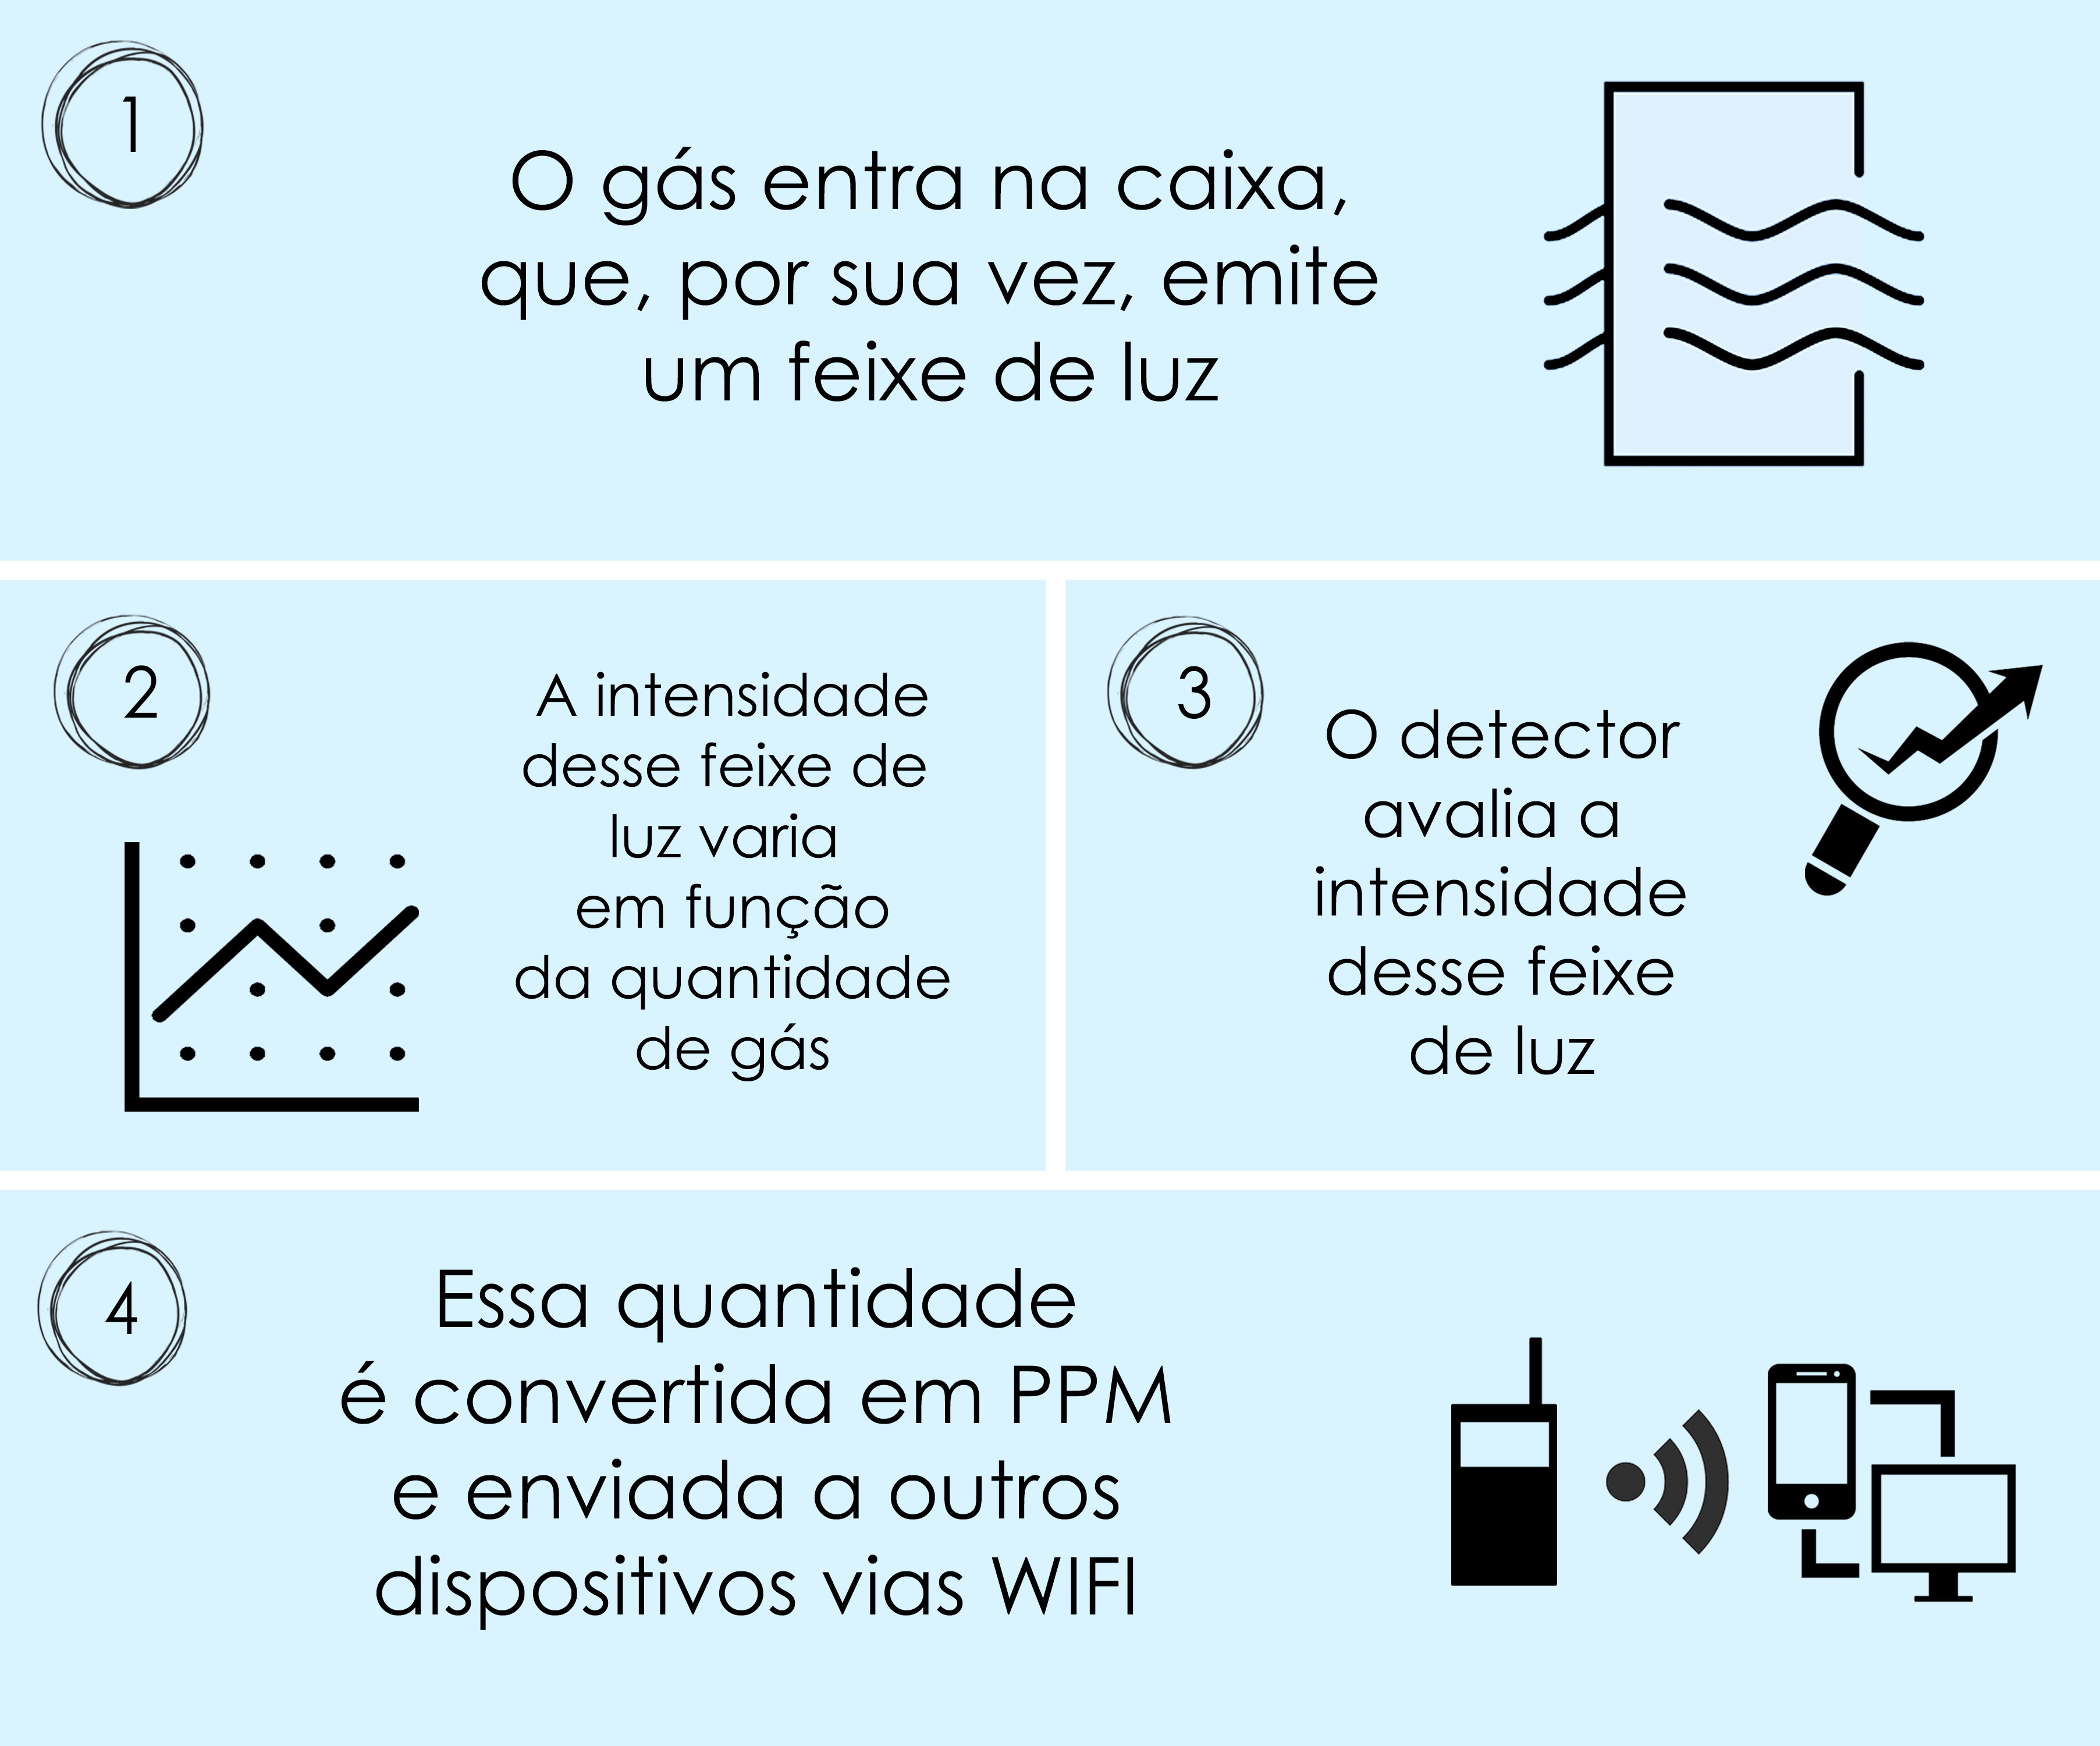 1
O gás entra na caixa,
que, por sua vez, emite
um feixe de luz
2
A intensidade
desse feixe de
luz varia
em função
da quantidade
de gás
3
O detector
avalia a
intensidade
desse feixe
de luz
4
Essa quantidade
é convertida em PPM
e enviada a outros
dispositivos vias WIFI